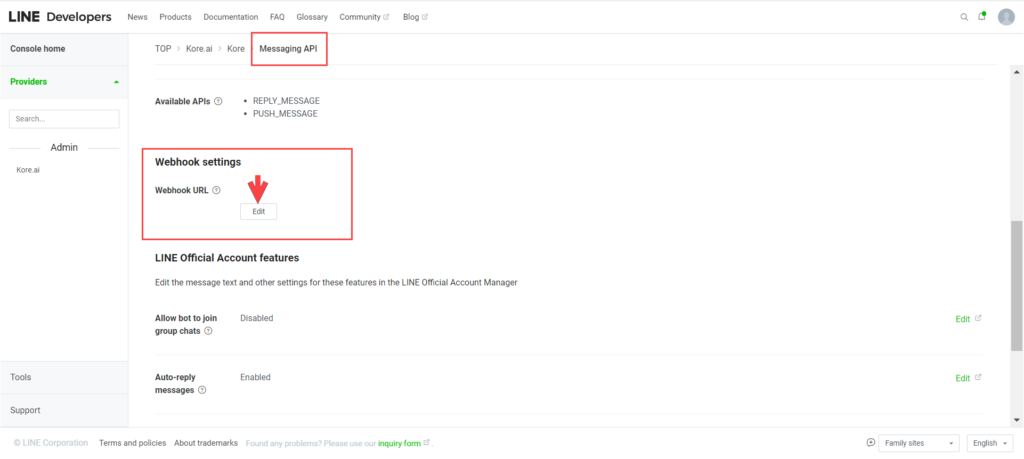 LINE Developers News Products Documentation FAQ Glossary Community Blog
Console home
TOP > Kore.ai > Kore > Messaging API
Providers
Search...
Admin
Kore.ai
Available APIs ?
• REPLY_MESSAGE
• PUSH_MESSAGE
Webhook settings
Webhook URL ?
Edit
LINE Official Account features
Edit the message text and other settings for these features in the LINE Official Account Manager
Allow bot to join group chats ? Disabled Edit
Auto-reply messages ? Enabled Edit
Tools
Support
© LINE Corporation Terms and policies About trademarks Found any problems? Please use our inquiry form . Family sites English